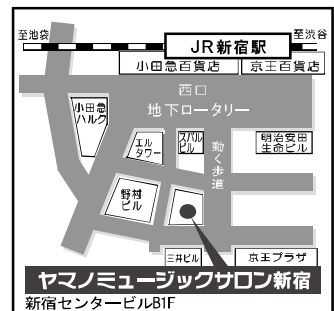 至池袋
至渋谷
JR新宿駅
小田急百貨店
京王百貨店
西口
地下ロータリー
小田急
ハルク
エル
タワー
スバル
ビル
動く歩道
明治安田
生命ビル
野村
ビル
三井ビル
京王プラザ
ヤマノミュージックサロン新宿
新宿センタービルB1F